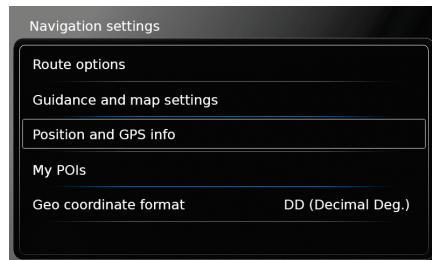 Navigation settings
Route options
Guidance and map settings
Position and GPS info
My POIs
Geo coordinate format DD (Decimal Deg.)